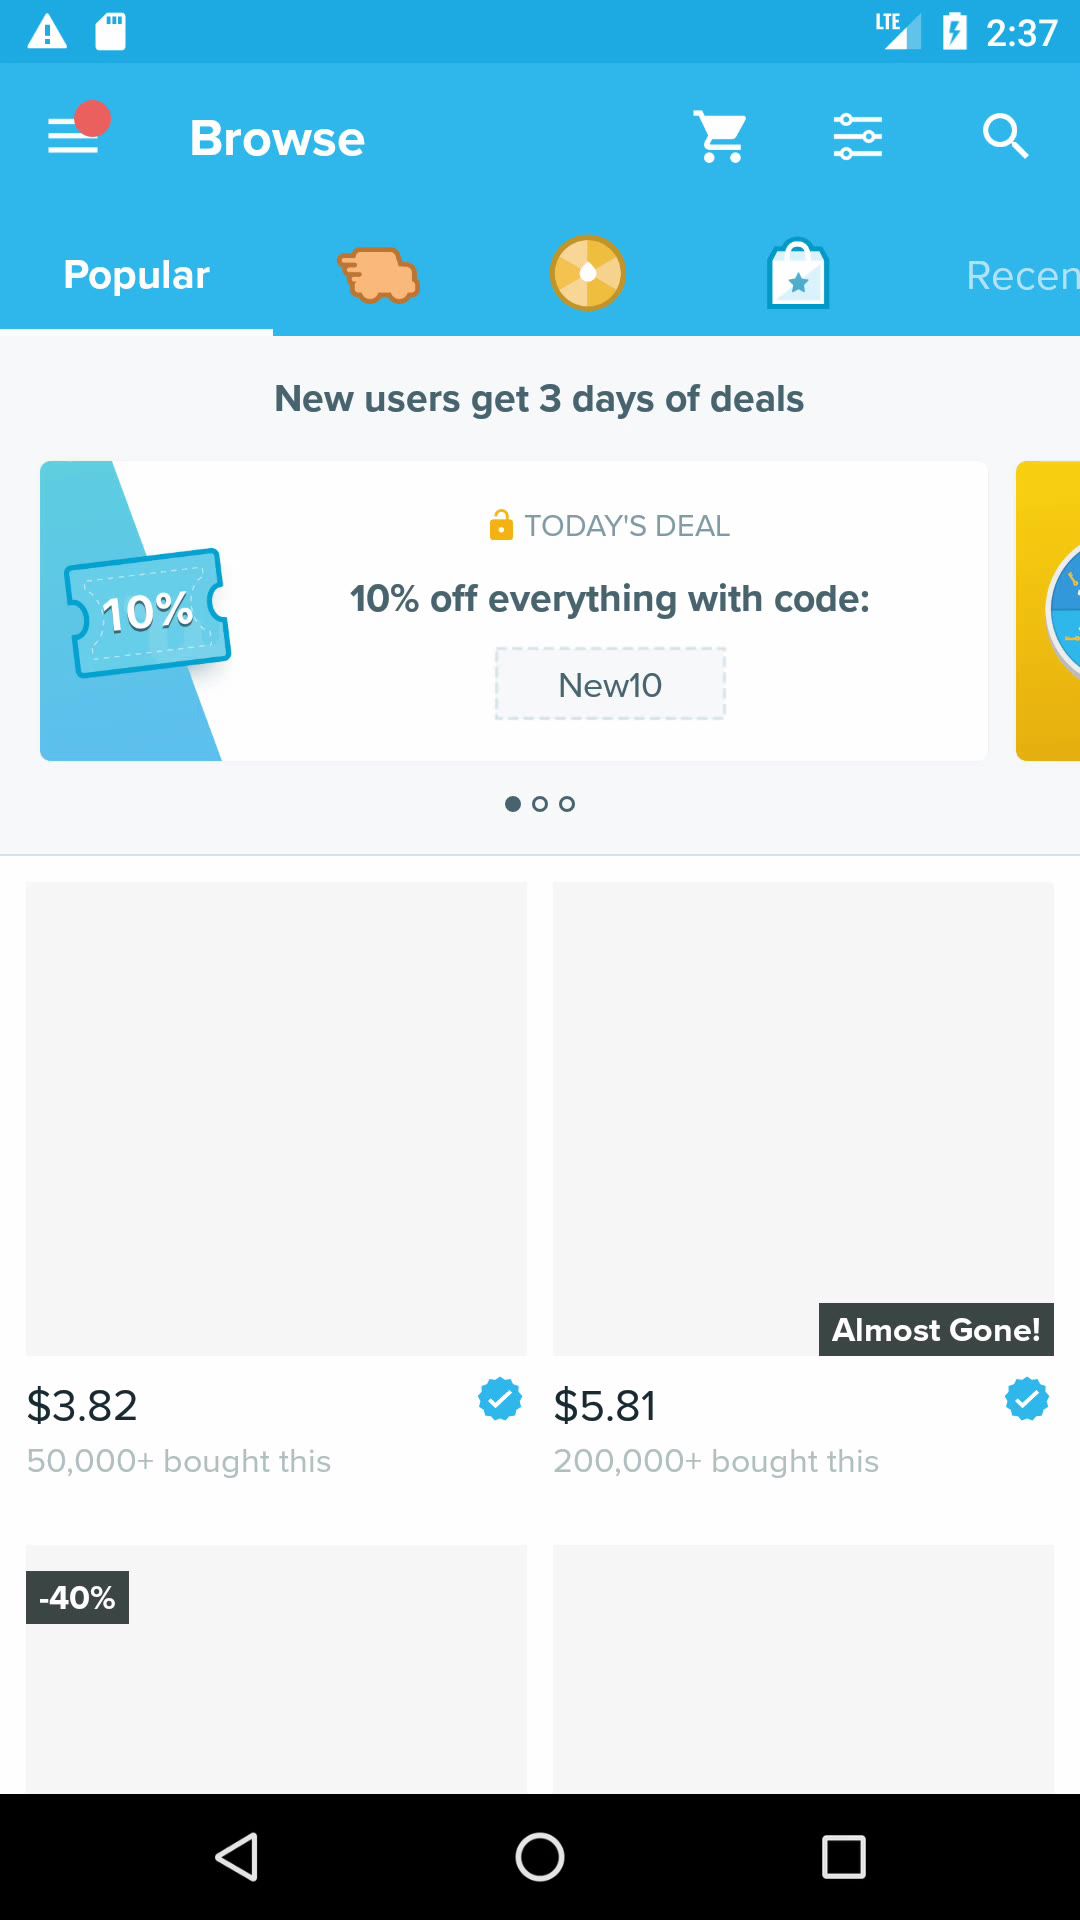 LTE 2:37
Browse
Popular
Recen
New users get 3 days of deals
TODAY'S DEAL
10% off everything with code:
10%
New10
Almost Gone!
$3.82
$5.81
50,000+ bought this
200,000+ bought this
-40%